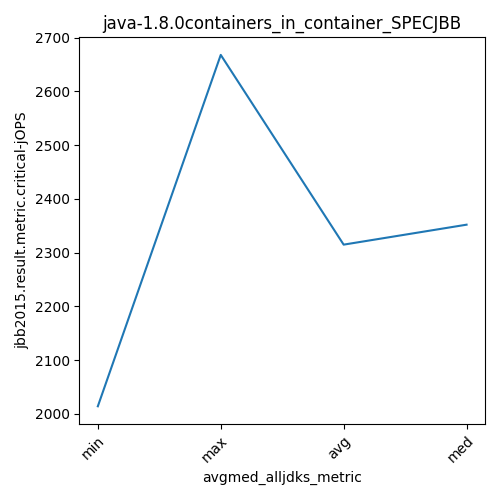 java-1.8.0containers_in_container_SPECJBB
jbb2015.result.metric.critical-jOPS
2700
2600
2500
2400
2300
2200
2100
2000
min
max
avg
med
avgmed_alljdks_metric